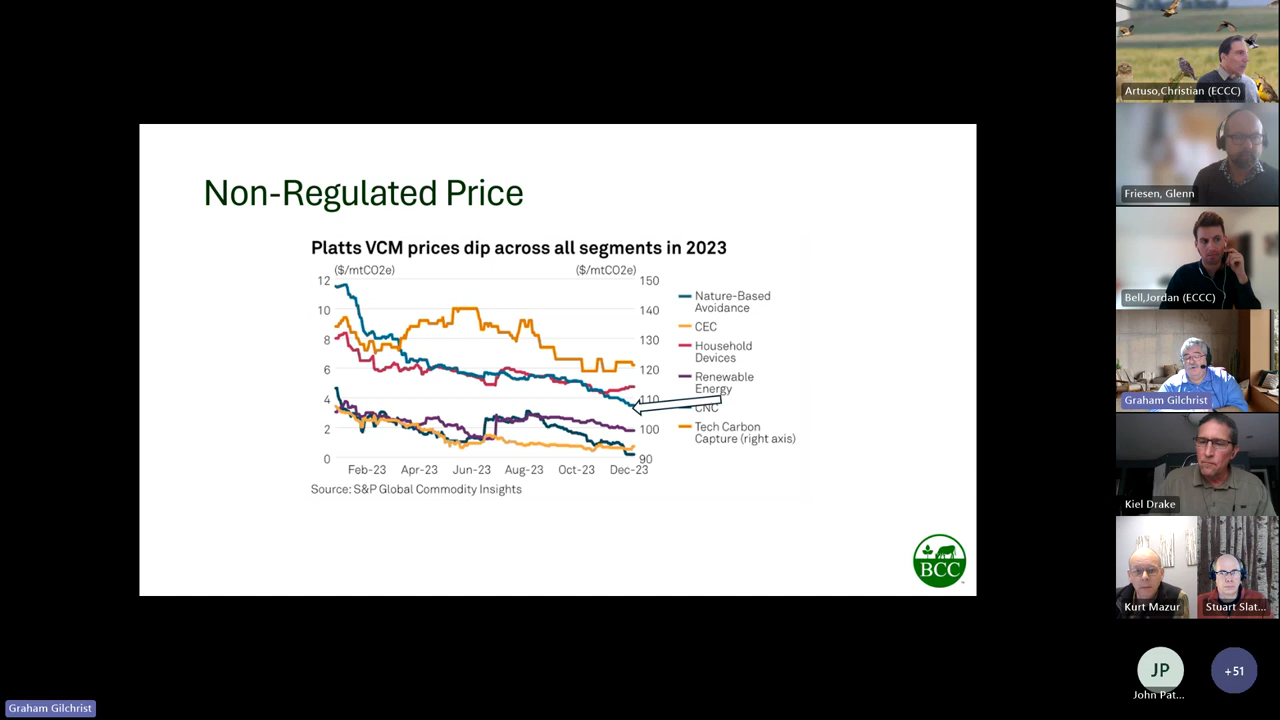 Non-Regulated Price
Platts VCM prices dip across all segments in 2023
($/mtCO2e)
($/mtCO2e)
12
10
8
6
4
2
0
150
140
130
120
110
100
90
Feb-23 Apr-23 Jun-23 Aug-23 Oct-23 Dec-23
Nature-Based
Avoidance
CEC
Household
Devices
Renewable
Energy
CNC
Tech Carbon
Capture (right axis)
Source: S&P Global Commodity Insights
BCC
Artuso,Christian (ECCC)
Friesen, Glenn
Bell,Jordan (ECCC)
Graham Gilchrist
Kiel Drake
Kurt Mazur
Stuart Slat...
JP
John Pat...
+51
Graham Gilchrist